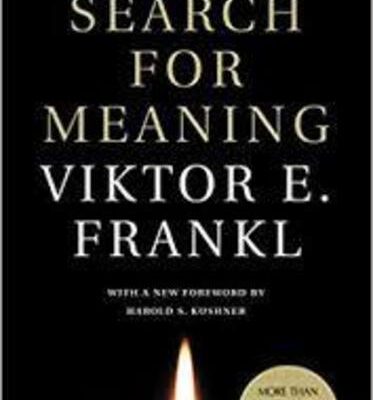 SEARCH
FOR
MEANING
VIKTOR E.
FRANKL
WITH A NEW FOREWORD BY
HAROLD S. KUSHNER
MORE THAN